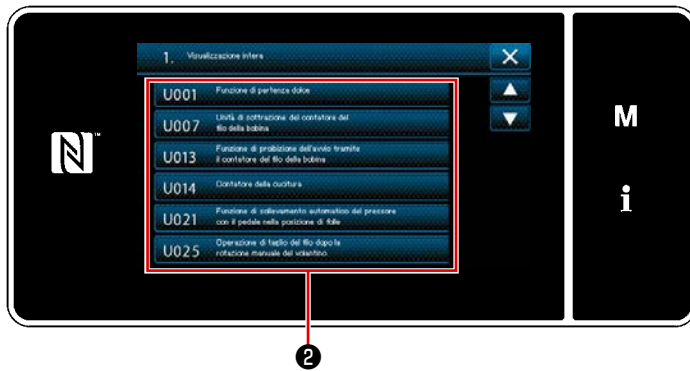 1. Visualizzazione intera
U001 Funzione di partenza dolce
U007 Unità di sottrazione del contatore del
filo della bobina
U013 Funzione di proibizione dell'avvio tramite
il contatore del filo della bobina
U014 Contatore della cucitura
U021 Funzione di sollevamento automatico del pressore
con il pedale nella posizione di folle
U025 Operazione di taglio del filo dopo la
rotazione manuale del volantino
M
i
N
❷